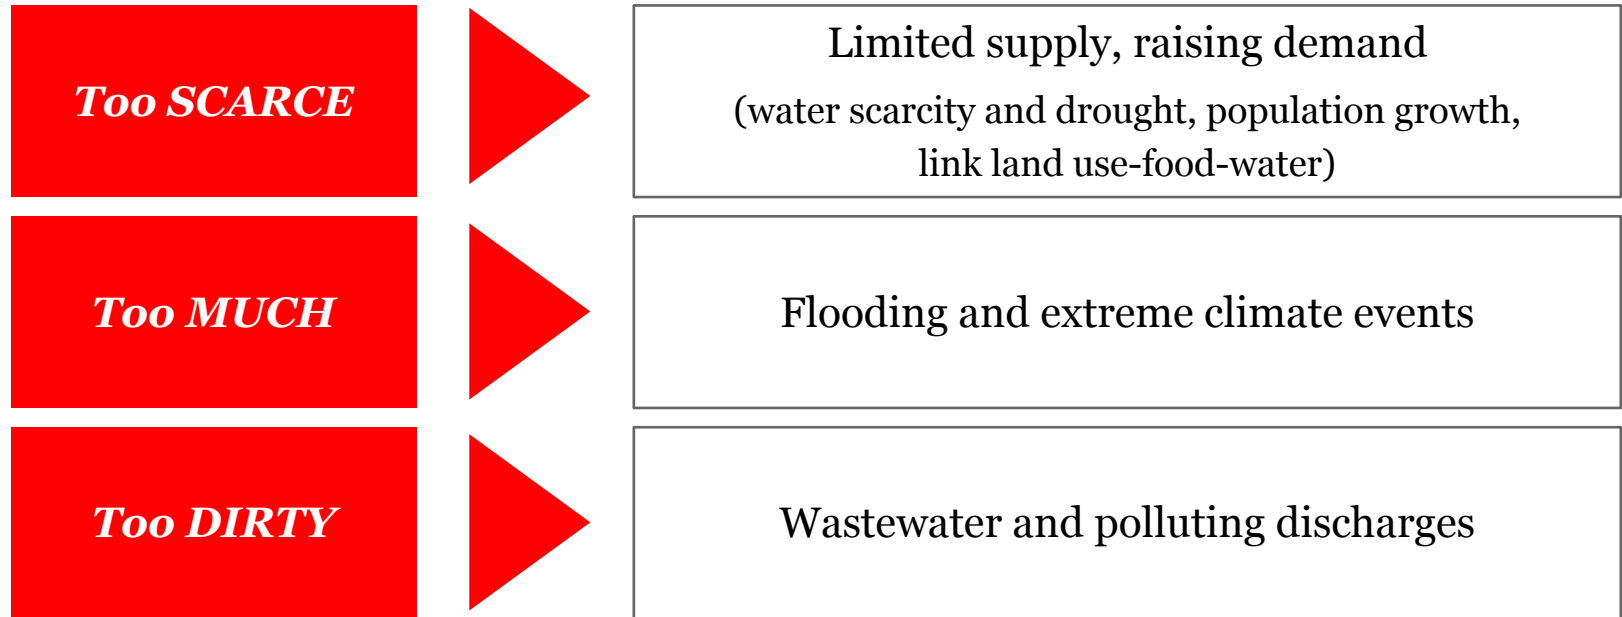 Too SCARCE
Limited supply, raising demand
(water scarcity and drought, population growth,
link land use-food-water)
Too MUCH
Flooding and extreme climate events
Too DIRTY
Wastewater and polluting discharges